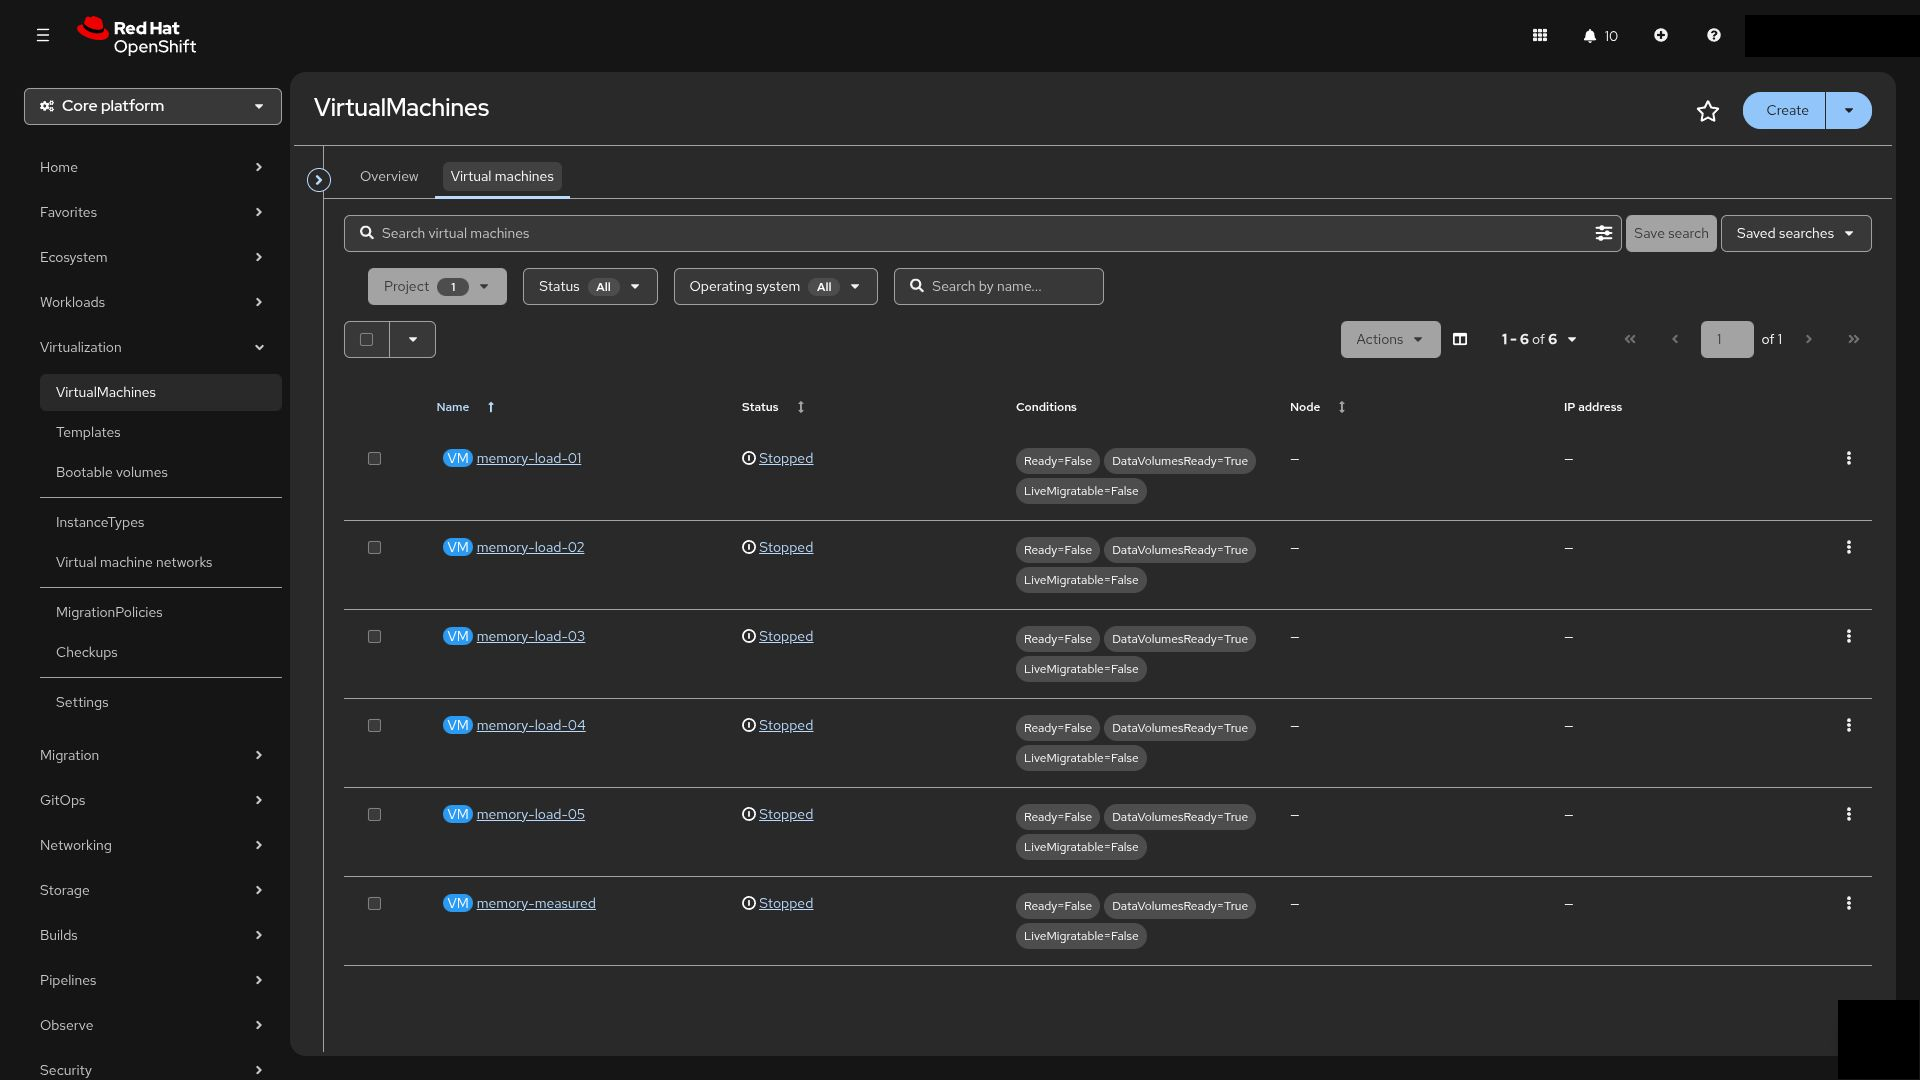 Red Hat
OpenShift
10
Core platform
Home
Favorites
Ecosystem
Workloads
Virtualization
VirtualMachines
Templates
Bootable volumes
InstanceTypes
Virtual machine networks
MigrationPolicies
Checkups
Settings
Migration
GitOps
Networking
Storage
Builds
Pipelines
Observe
Security
VirtualMachines
Create
Overview
Virtual machines
Search virtual machines
Save search
Saved searches
Project 1
Status All
Operating system All
Search by name...
Actions
1 - 6 of 6
1 of 1
Name Status Conditions Node IP address
VM memory-load-01 Stopped Ready=False DataVolumesReady=True – –
LiveMigratable=False
VM memory-load-02 Stopped Ready=False DataVolumesReady=True – –
LiveMigratable=False
VM memory-load-03 Stopped Ready=False DataVolumesReady=True – –
LiveMigratable=False
VM memory-load-04 Stopped Ready=False DataVolumesReady=True – –
LiveMigratable=False
VM memory-load-05 Stopped Ready=False DataVolumesReady=True – –
LiveMigratable=False
VM memory-measured Stopped Ready=False DataVolumesReady=True – –
LiveMigratable=False